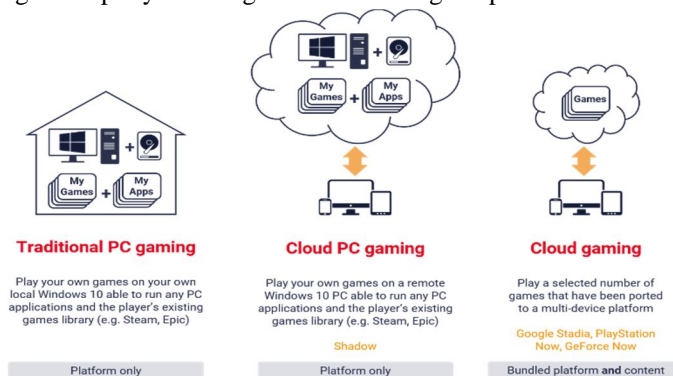 +
My
Games
+
My
Apps
Traditional PC gaming
Play your own games on your own
local Windows 10 able to run any PC
applications and the player's existing
games library (e.g. Steam, Epic)
Platform only
+
My
Games
+
My
Apps
Cloud PC gaming
Play your own games on a remote
Windows 10 PC able to run any PC
applications and the player's existing
games library (e.g. Steam, Epic)
Shadow
Platform only
Games
Cloud gaming
Play a selected number of
games that have been ported
to a multi-device platform
Google Stadia, PlayStation
Now, GeForce Now
Bundled platform and content